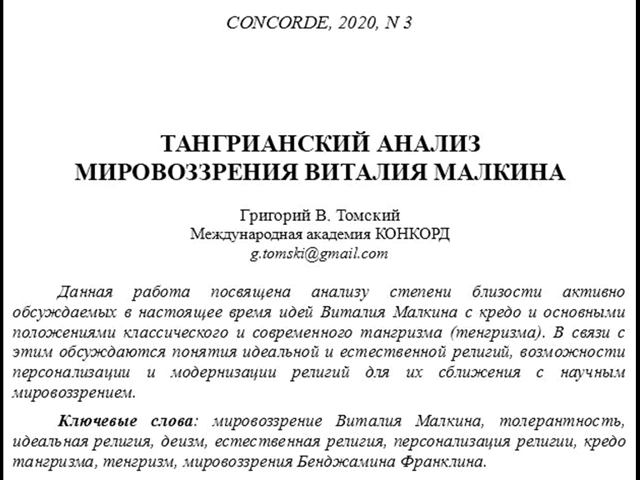 CONCORDE, 2020, N 3
ТАНГРИАНСКИЙ АНАЛИЗ
МИРОВОЗЗРЕНИЯ ВИТАЛИЯ МАЛКИНА
Григорий В. Томский
Международная академия КОНКОРД
g.tomski@gmail.com
Данная работа посвящена анализу степени близости активно
обсуждаемых в настоящее время идей Виталия Малкина с кредо и основными
положениями классического и современного тангризма (тенгризма). В связи с
этим обсуждаются понятия идеальной и естественной религий, возможности
персонализации и модернизации религий для их сближения с научным
мировоззрением.
Ключевые слова: мировоззрение Виталия Малкина, толерантность,
идеальная религия, деизм, естественная религия, персонализация религии, кредо
тангризма, тенгризм, мировоззрения Бенджамина Франклина.